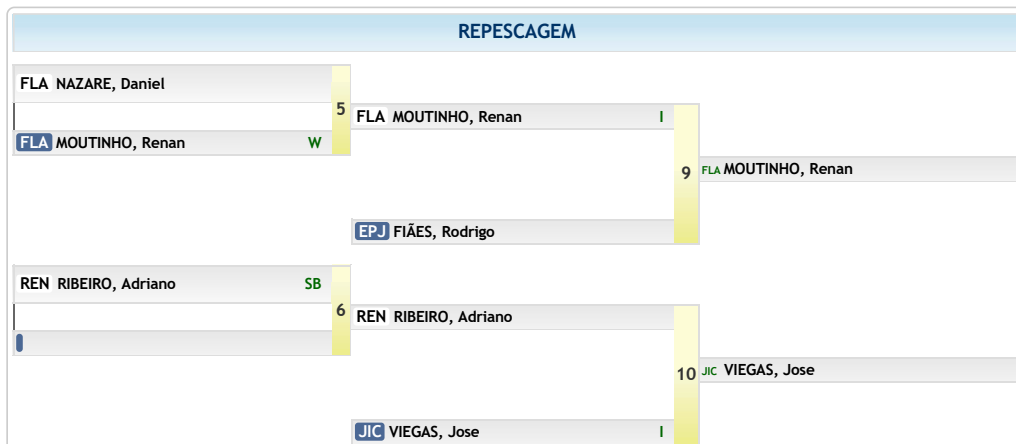 REPESCAGEM
FLA NAZARE, Daniel
5
FLA MOUTINHO, Renan I
FLA MOUTINHO, Renan W
9
FLA MOUTINHO, Renan
EPJ FIÃES, Rodrigo
REN RIBEIRO, Adriano SB
6
REN RIBEIRO, Adriano
10
JIC VIEGAS, Jose
JIC VIEGAS, Jose I